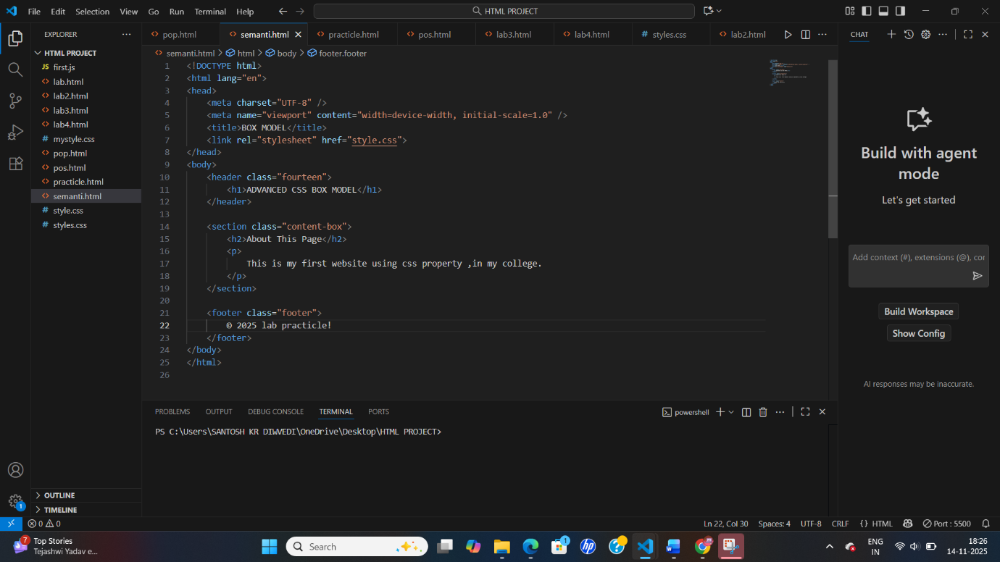 File Edit Selection View Go Run Terminal Help
HTML PROJECT
EXPLORER
HTML PROJECT
JS first.js
lab.html
lab2.html
lab3.html
lab4.html
# mystyle.css
pop.html
pos.html
practicle.html
semanti.html
# style.css
# styles.css
OUTLINE
TIMELINE
pop.html semanti.html practicle.html pos.html lab3.html lab4.html # styles.css lab2.html
semanti.html > html > body > footer.footer
1 <!DOCTYPE html>
2 <html lang="en">
3 <head>
4 <meta charset="UTF-8" />
5 <meta name="viewport" content="width=device-width, initial-scale=1.0" />
6 <title>BOX MODEL</title>
7 <link rel="stylesheet" href="style.css">
8 </head>
9 <body>
10 <header class="fourteen">
11 <h1>ADVANCED CSS BOX MODEL</h1>
12 </header>
13
14 <section class="content-box">
15 <h2>About This Page</h2>
16 <p>
17 This is my first website using css property ,in my college.
18 </p>
19 </section>
20
21 <footer class="footer">
22 © 2025 lab practicle!
23 </footer>
24 </body>
25 </html>
26
PROBLEMS OUTPUT DEBUG CONSOLE TERMINAL PORTS
powershell
PS C:\Users\SANTOSH KR DIWVEDI\OneDrive\Desktop\HTML PROJECT>
CHAT
Build with agent
mode
Let's get started
Add context (#), extensions (@), cor
Build Workspace
Show Config
AI responses may be inaccurate.
1
0 0
Ln 22, Col 30 Spaces: 4 UTF-8 CRLF {} HTML Port : 5500
7
Top Stories
Tejashwi Yadav e...
Search
1
ENG
IN
18:26
14-11-2025